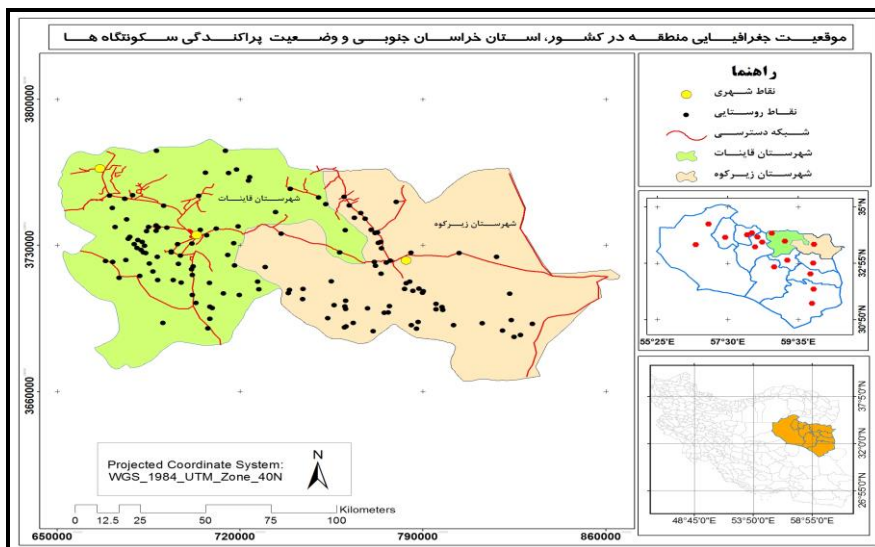 موقعیت جغرافیایی منطقه در کشور، استان خراسان جنوبی و وضعیت پراکندگی سکونتگاه ها
راهنما
نقاط شهری
نقاط روستایی
شبکه دسترسی
شهرستان قاینات
شهرستان زیرکوه
3800000
3730000
3660000
شهرستان قاینات
شهرستان زیرکوه
Projected Coordinate System:
WGS_1984_UTM_Zone_40N
N
Kilometers
0 12.5 25 50 75 100
650000 720000 790000 860000
35°N
32°55'N
30°50'N
55°25'E 57°30'E 59°35'E
37°5'0"N
32°0'0"N
26°55'0"N
48°45'0"E 53°50'0"E 58°55'0"E